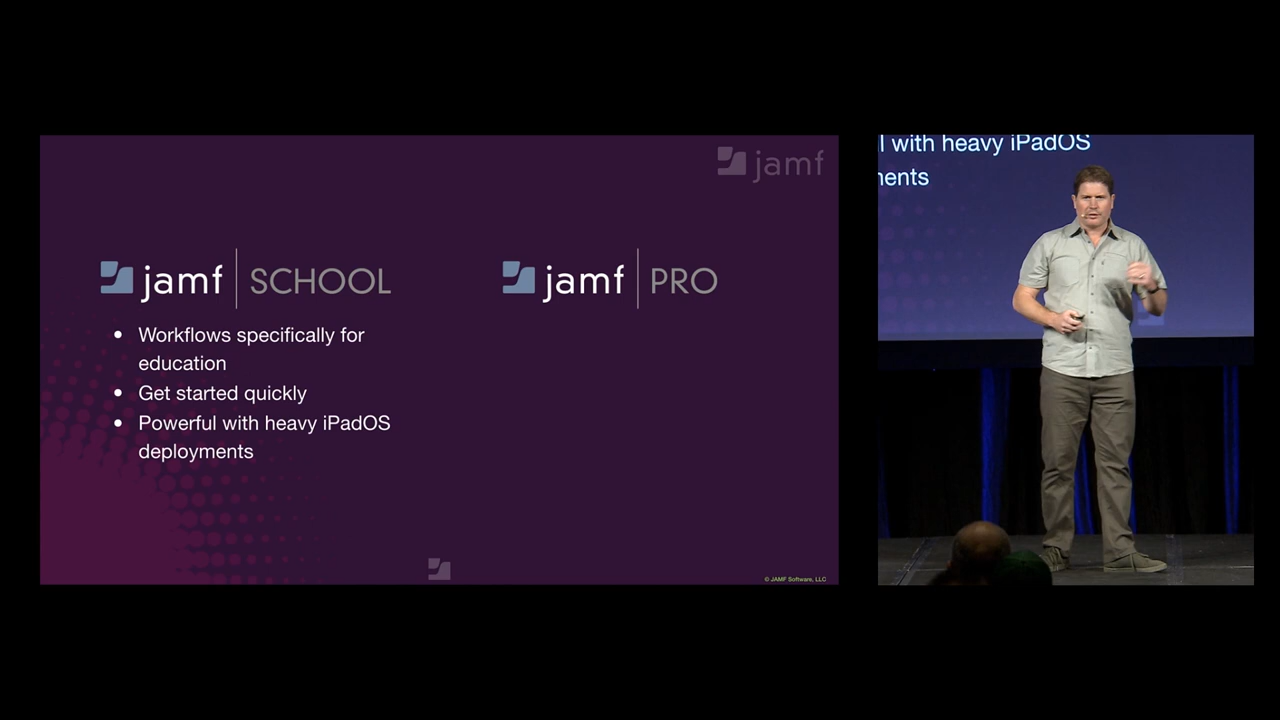 jamf
jamf | SCHOOL
jamf | PRO
• Workflows specifically for
education
• Get started quickly
• Powerful with heavy iPadOS
deployments
© JAMF Software, LLC
l with heavy iPadOS
nents